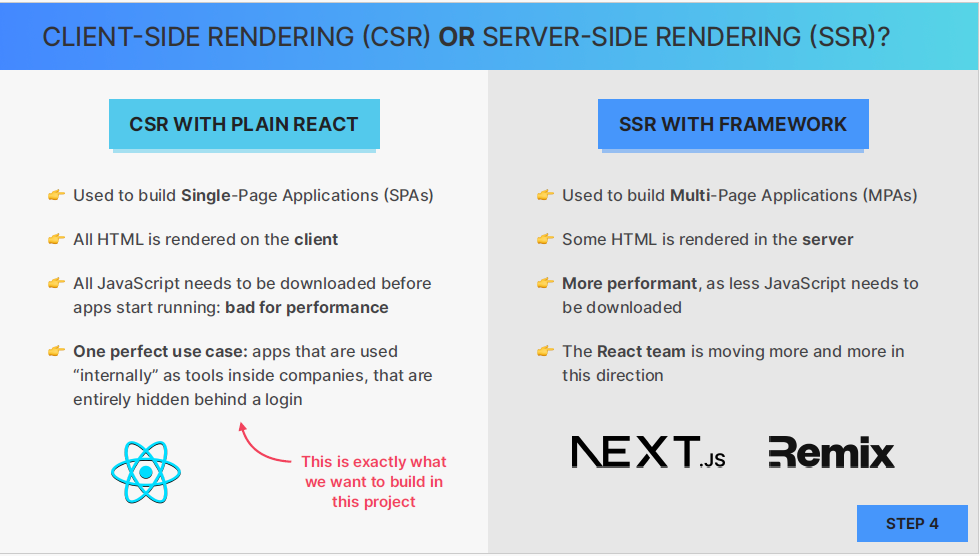 CLIENT-SIDE RENDERING (CSR) OR SERVER-SIDE RENDERING (SSR)?
CSR WITH PLAIN REACT
👉 Used to build Single-Page Applications (SPAs)
👉 All HTML is rendered on the client
👉 All JavaScript needs to be downloaded before
apps start running: bad for performance
👉 One perfect use case: apps that are used
“internally” as tools inside companies, that are
entirely hidden behind a login
This is exactly what
we want to build in
this project
SSR WITH FRAMEWORK
👉 Used to build Multi-Page Applications (MPAs)
👉 Some HTML is rendered in the server
👉 More performant, as less JavaScript needs to
be downloaded
👉 The React team is moving more and more in
this direction
NEXT.JS
Remix
STEP 4